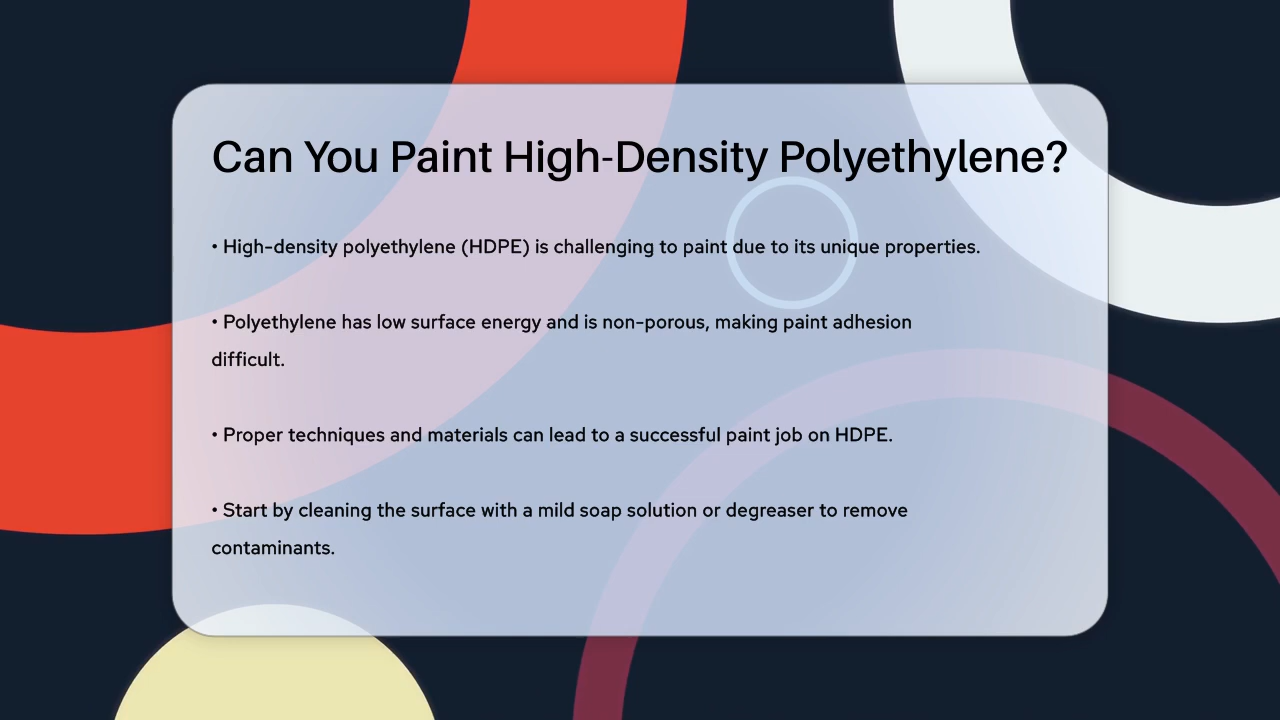 Can You Paint High-Density Polyethylene?
• High-density polyethylene (HDPE) is challenging to paint due to its unique properties.
• Polyethylene has low surface energy and is non-porous, making paint adhesion
difficult.
• Proper techniques and materials can lead to a successful paint job on HDPE.
• Start by cleaning the surface with a mild soap solution or degreaser to remove
contaminants.